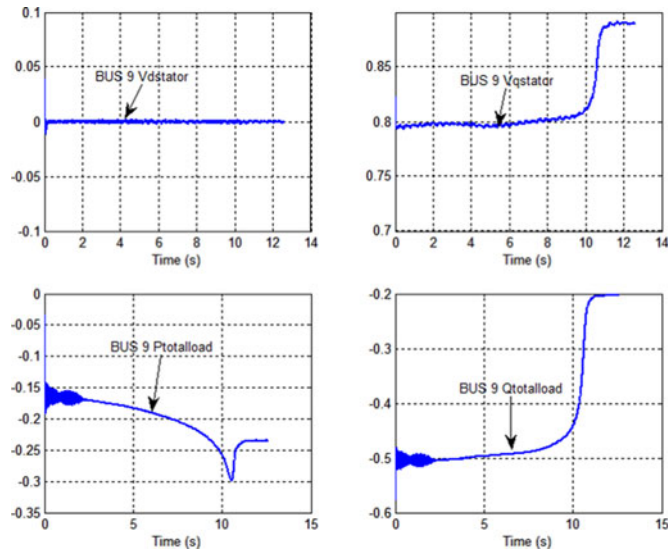 0.1
0.05
0
-0.05
-0.1
BUS 9 Vdstator
0 2 4 6 8 10 12 14
Time (s)
0.85
0.8
0.75
0.7
BUS 9 Vqstator
0 2 4 6 8 10 12 14
Time (s)
0
-0.05
-0.1
-0.15
-0.2
-0.25
-0.3
-0.35
BUS 9 Ptotalload
0 5 10 15
Time (s)
-0.2
-0.3
-0.4
-0.5
-0.6
BUS 9 Qtotalload
0 5 10 15
Time (s)